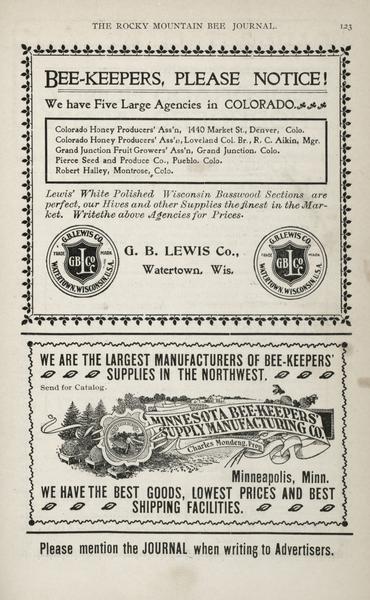 THE ROCKY MOUNTAIN BEE JOURNAL. 123
BEE-KEEPERS, PLEASE NOTICE!
We have Five Large Agencies in COLORADO.
Colorado Honey Producers' Ass'n, 1440 Market St., Denver, Colo.
Colorado Honey Producers' Ass'n, Loveland Col. Br., R. C. Aikin, Mgr.
Grand Junction Fruit Growers' Ass'n, Grand Junction, Colo.
Pierce Seed and Produce Co., Pueblo, Colo.
Robert Halley, Montrose, Colo.
Lewis' White Polished Wisconsin Basswood Sections are
perfect, our Hives and other Supplies the finest in the Mar-
ket. Write the above Agencies for Prices.
G.B. LEWIS CO.
TRADE MARK
GB L Co
WATERTOWN, WISCONSIN, U.S.A.
G. B. LEWIS Co.,
Watertown, Wis.
G.B. LEWIS CO.
TRADE MARK
GB L Co
WATERTOWN, WISCONSIN, U.S.A.
WE ARE THE LARGEST MANUFACTURERS OF BEE-KEEPERS'
SUPPLIES IN THE NORTHWEST.
Send for Catalog.
MINNESOTA BEE-KEEPERS'
SUPPLY MANUFACTURING CO.
Charles Mondeng, Pres.
Minneapolis, Minn.
WE HAVE THE BEST GOODS, LOWEST PRICES AND BEST
SHIPPING FACILITIES.
Please mention the JOURNAL when writing to Advertisers.